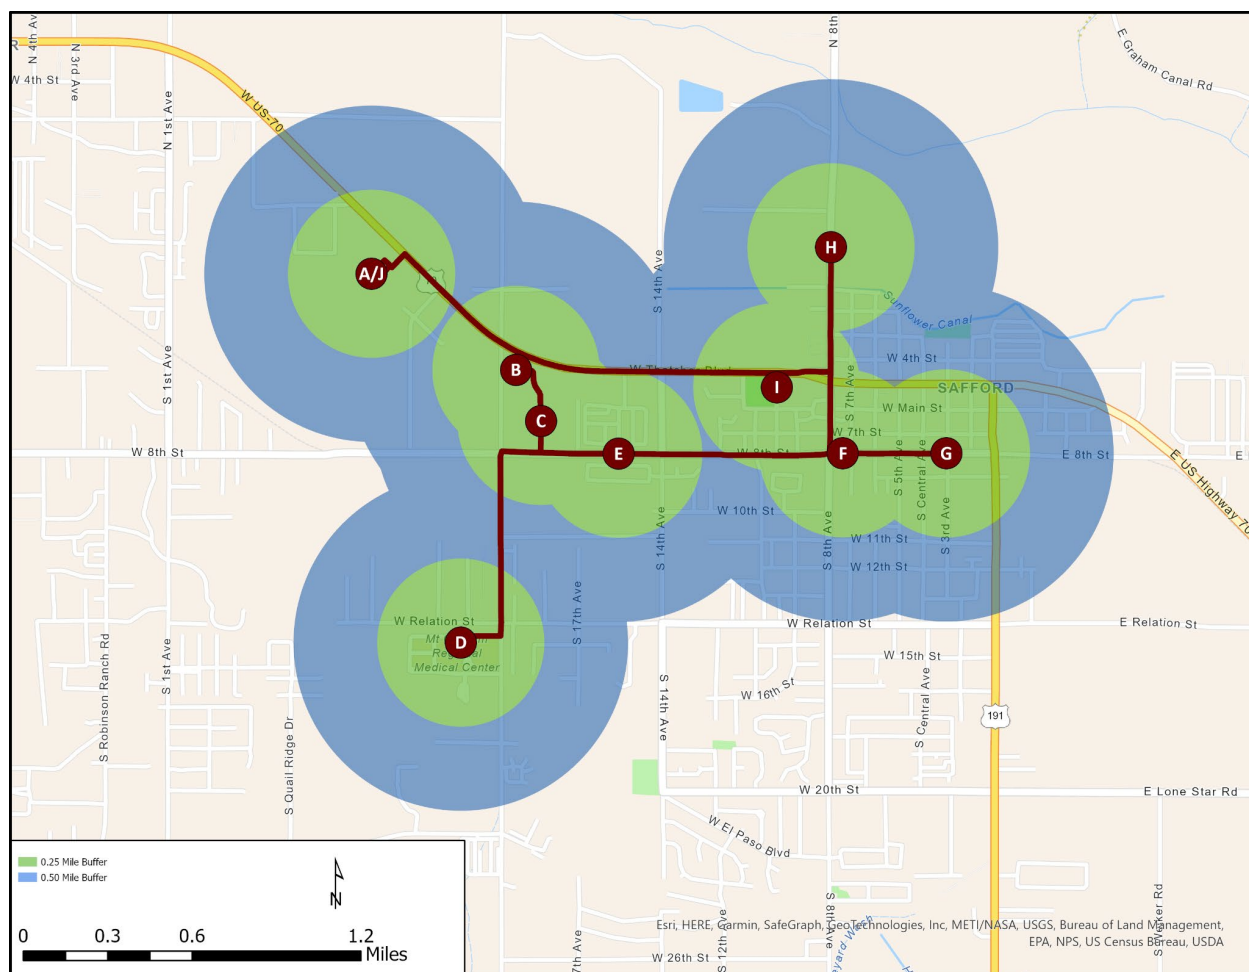 N 4th Av
N 3rd Ave
N 1st Ave
N 8th
E Graham Canal Rd
R
W 4th St
W US-70
A/J
H
S 14th Ave
Sunflower Canal
W 4th St
B
I
SAFFORD
S 7th Ave
W Main St
S 1st Ave
C
W 7th St
W 8th St
E
W 8th St
F
G
E 8th St
E
S 5th Ave
S Central Ave
S 3rd Ave
E US Highway 70
W 10th St
S 14th Ave
S 8th Ave
W 11th St
W 12th St
S 17th Ave
W Relation St
W Relation St
E Relation St
D
Regional
Medical Center
S Robinson Ranch Rd
S 1st Ave
S Quail Ridge Dr
W 15th St
W 16th St
S 14th Ave
S Central Ave
191
W 20th St
E Lone Star Rd
W El Paso Blvd
0.25 Mile Buffer
0.50 Mile Buffer
N
0 0.3 0.6 1.2
Miles
S 8th Ave
S 12th Ave
7th Ave
W 26th St
Esri, HERE, Garmin, SafeGraph, GeoTechnologies, Inc, METI/NASA, USGS, Bureau of Land Management,
EPA, NPS, US Census Bureau, USDA